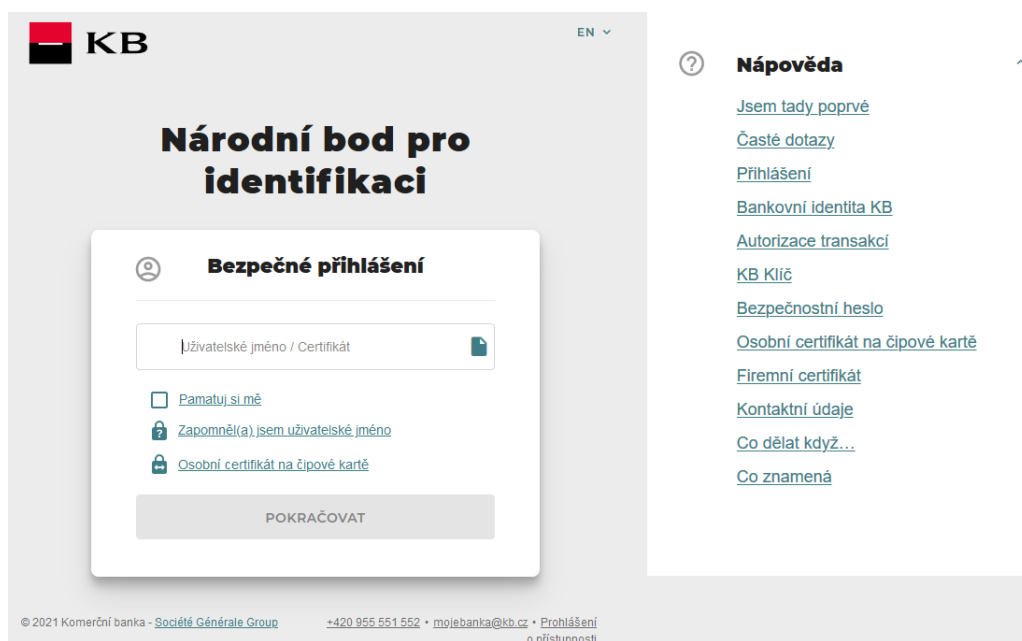 KB
EN
Národní bod pro
identifikaci
Bezpečné přihlášení
Uživatelské jméno / Certifikát
Pamatuj si mě
Zapomněl(a) jsem uživatelské jméno
Osobní certifikát na čipové kartě
POKRAČOVAT
© 2021 Komerční banka - Société Générale Group
+420 955 551 552 • mojebanka@kb.cz • Prohlášení
o přístupnosti
Nápověda
Jsem tady poprvé
Časté dotazy
Přihlášení
Bankovní identita KB
Autorizace transakcí
KB Klíč
Bezpečnostní heslo
Osobní certifikát na čipové kartě
Firemní certifikát
Kontaktní údaje
Co dělat když…
Co znamená